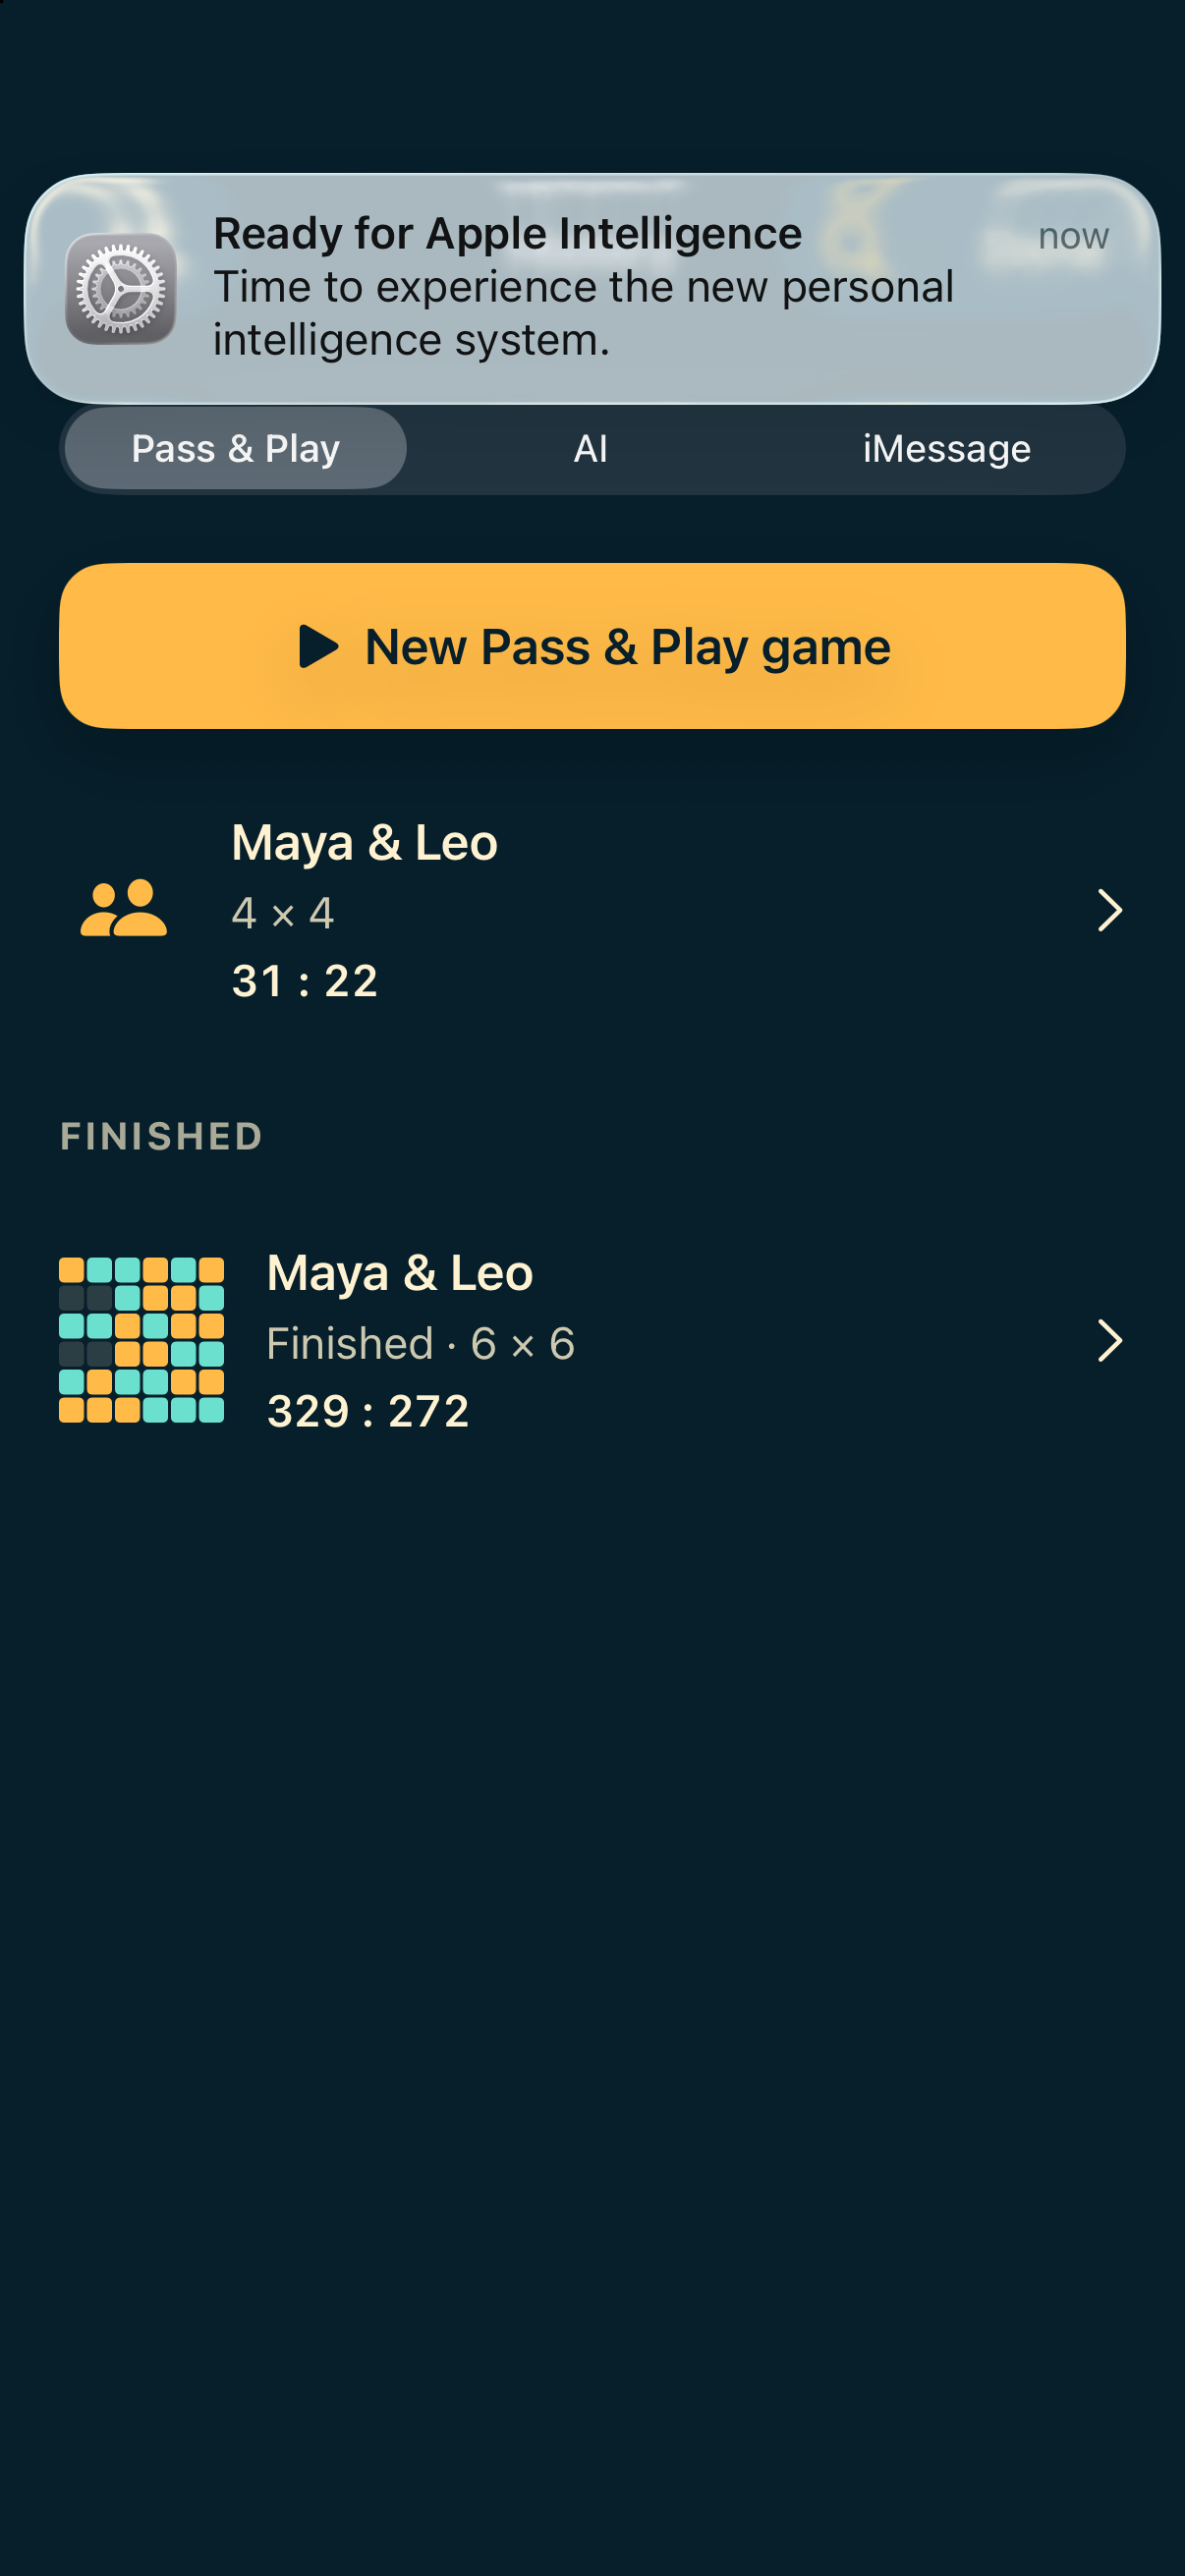 Ready for Apple Intelligence
now
Time to experience the new personal
intelligence system.
Pass & Play
AI
iMessage
New Pass & Play game
Maya & Leo
4 × 4
31 : 22
FINISHED
Maya & Leo
Finished · 6 × 6
329 : 272